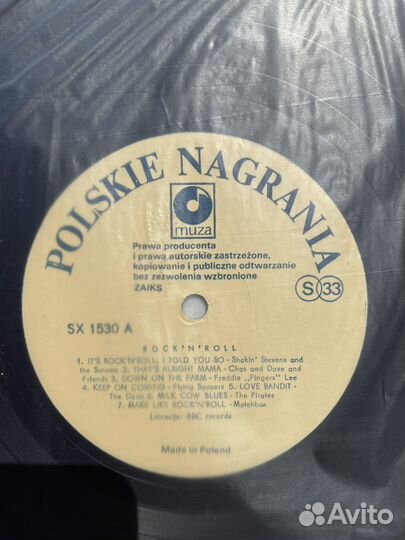 POLSKIE NAGRANIA
muza
Prawa producenta
i prawa autorskie zastrzeżone,
kopiowanie i publiczne odtwarzanie
bez zezwolenia wzbronione
ZAIKS
S 33
SX 1530 A
ROCK'N'ROLL
1. IT'S ROCK'N'ROLL, I TOLD YOU SO - Shakin' Stevens and
the Sunsets 2. THAT'S ALRIGHT MAMA - Chas and Dave and
Friends 3. DOWN ON THE FARM - Freddie „Fingers" Lee
4. KEEP ON COMING - Flying Saucers 5. LOVE BANDIT -
The Darts 6. MILK COW BLUES - The Pirates
7. MAKE LIKE ROCK'N'ROLL - Matchbox
Licencja: BBC records
Made in Poland
Avito